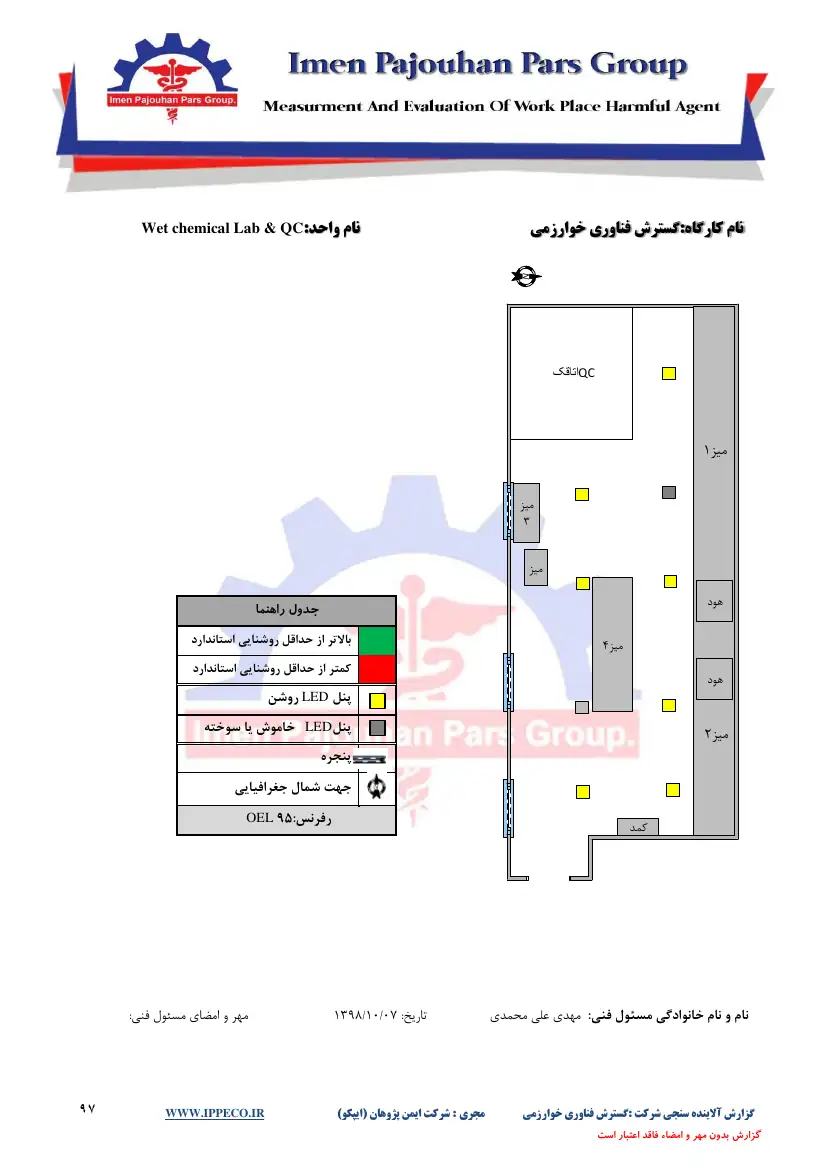 Imen Pajouhan Pars Group
Imen Pajouhan Pars Group.
Measurment And Evaluation Of Work Place Harmful Agent
نام کارگاه:گسترش فناوری خوارزمی
نام واحد:Wet chemical Lab & QC
اتاقکQC
میز۱
میز
۳
میز
هود
میز۴
هود
میز۲
کمد
جدول راهنما
بالاتر از حداقل روشنایی استاندارد
کمتر از حداقل روشنایی استاندارد
پنل LED روشن
پنلLED خاموش یا سوخته
پنجره
جهت شمال جغرافیایی
رفرنس:OEL ۹۵
Imen Pajouhan Pars Group.
نام و نام خانوادگی مسئول فنی: مهدی علی محمدی
تاریخ: ۱۳۹۸/۱۰/۰۷
مهر و امضای مسئول فنی:
گزارش آلاینده سنجی شرکت :گسترش فناوری خوارزمی
مجری : شرکت ایمن پژوهان (ایپکو)
WWW.IPPECO.IR
۹۷
گزارش بدون مهر و امضاء فاقد اعتبار است